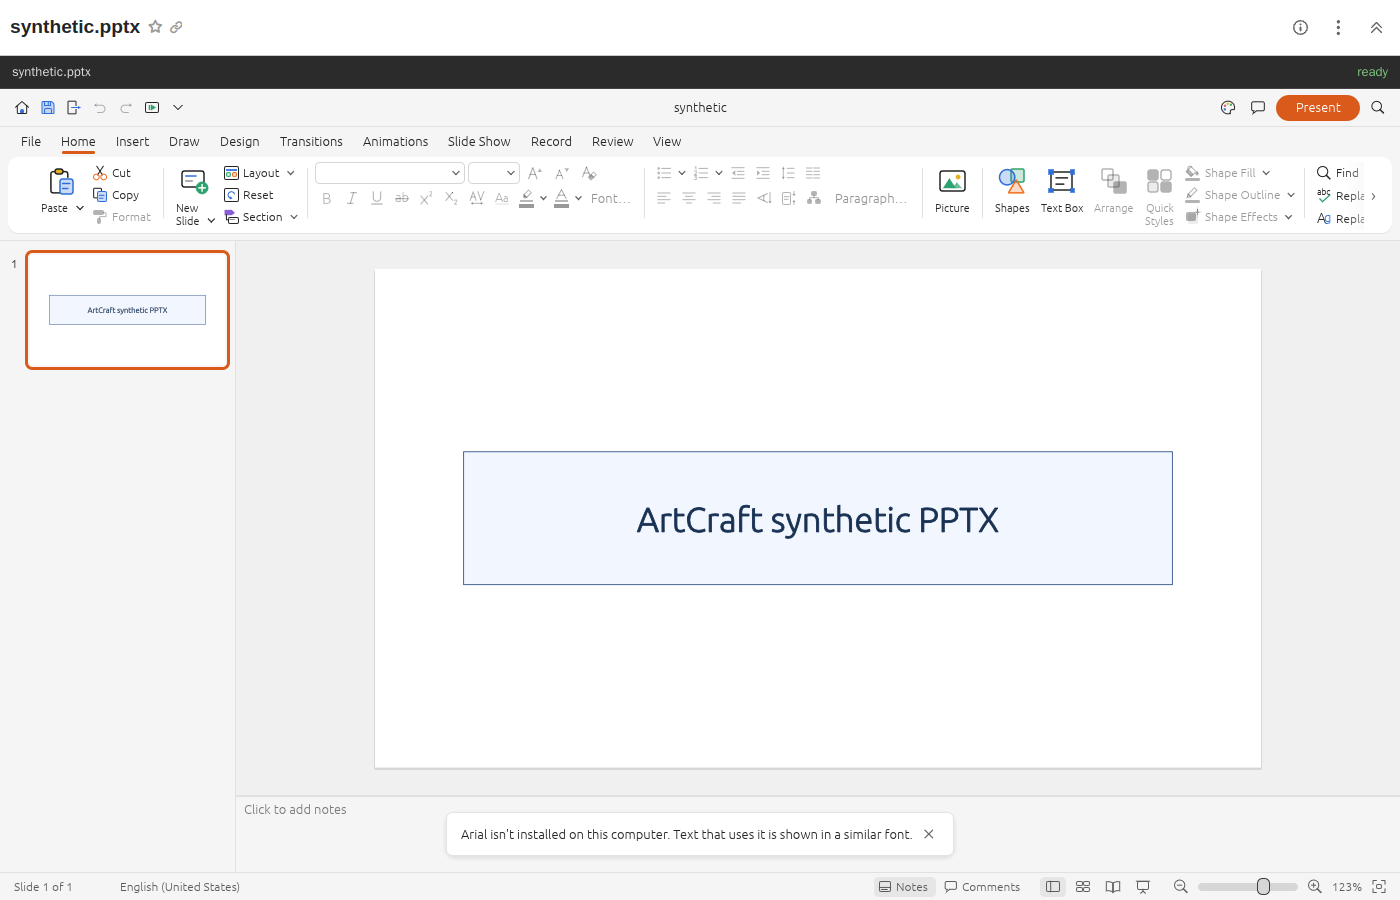 synthetic.pptx
synthetic.pptx
ready
synthetic
Present
File Home Insert Draw Design Transitions Animations Slide Show Record Review View
Paste
Cut
Copy
Format
New
Slide
Layout
Reset
Section
Font...
Paragraph...
Picture
Shapes
Text Box
Arrange
Quick
Styles
Shape Fill
Shape Outline
Shape Effects
Find
1
ArtCraft synthetic PPTX
ArtCraft synthetic PPTX
Click to add notes
Arial isn't installed on this computer. Text that uses it is shown in a similar font.
Slide 1 of 1
English (United States)
Notes
Comments
123%